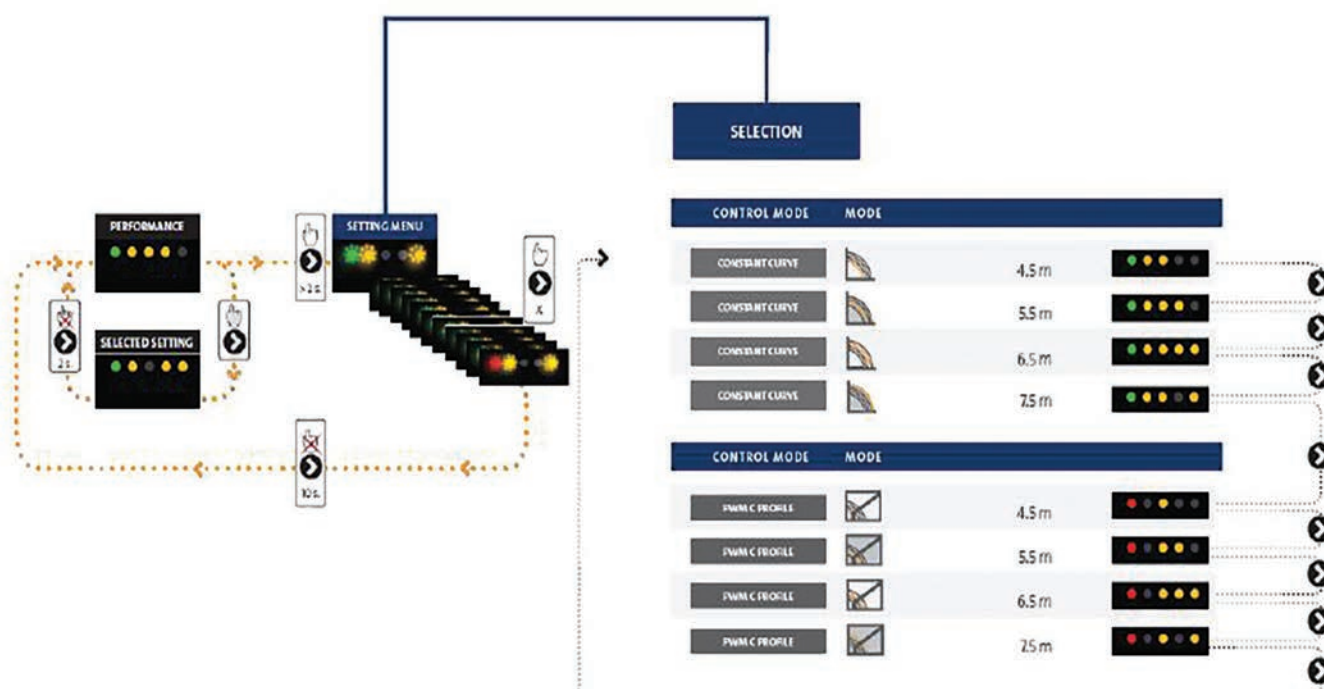 SELECTION
CONTROL MODE MODE
CONSTANT CURVE 4.5 m
CONSTANT CURVE 5.5 m
CONSTANT CURVE 6.5 m
CONSTANT CURVE 7.5 m
CONTROL MODE MODE
PWM C PROFILE 4.5 m
PWM C PROFILE 5.5 m
PWM C PROFILE 6.5 m
PWM C PROFILE 7.5 m
PERFORMANCE
SETTING MENU
>2 s.
X
2 s.
SELECTED SETTING
10 s.